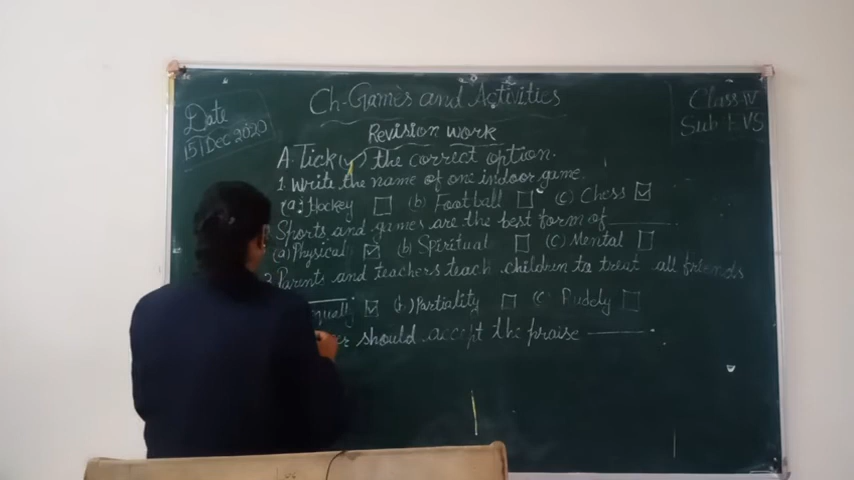 Date
15 Dec 2020
Ch-Games and Activities
Class IV
Sub-EVS
Revision work
A. Tick (✓) the correct option.
1. Write the name of one indoor game.
(a) Hockey ☐ (b) Football ☐ (c) Chess ☑
Sports and games are the best form of ______
(a) Physical ☑ (b) Spiritual ☐ (c) Mental ☐
3. Parents and teachers teach children to treat all friends
☑ (b) Partiality ☐ (c) Rudely ☐
should accept the praise ______.